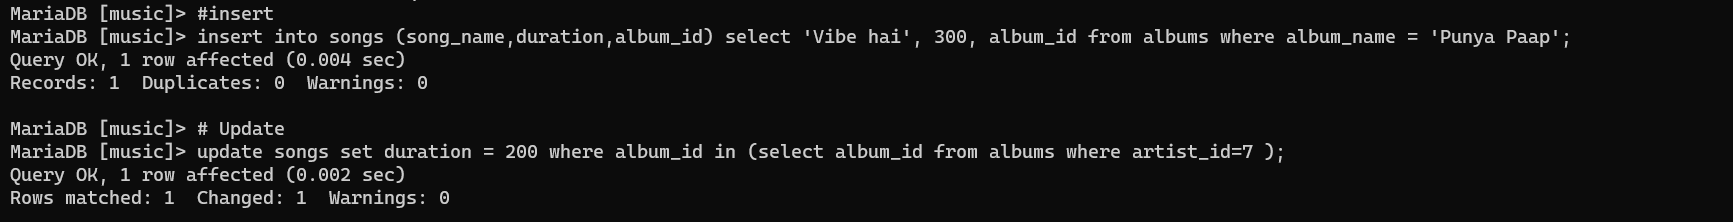 MariaDB [music]> #insert
MariaDB [music]> insert into songs (song_name,duration,album_id) select 'Vibe hai', 300, album_id from albums where album_name = 'Punya Paap';
Query OK, 1 row affected (0.004 sec)
Records: 1  Duplicates: 0  Warnings: 0
MariaDB [music]> # Update
MariaDB [music]> update songs set duration = 200 where album_id in (select album_id from albums where artist_id=7 );
Query OK, 1 row affected (0.002 sec)
Rows matched: 1  Changed: 1  Warnings: 0